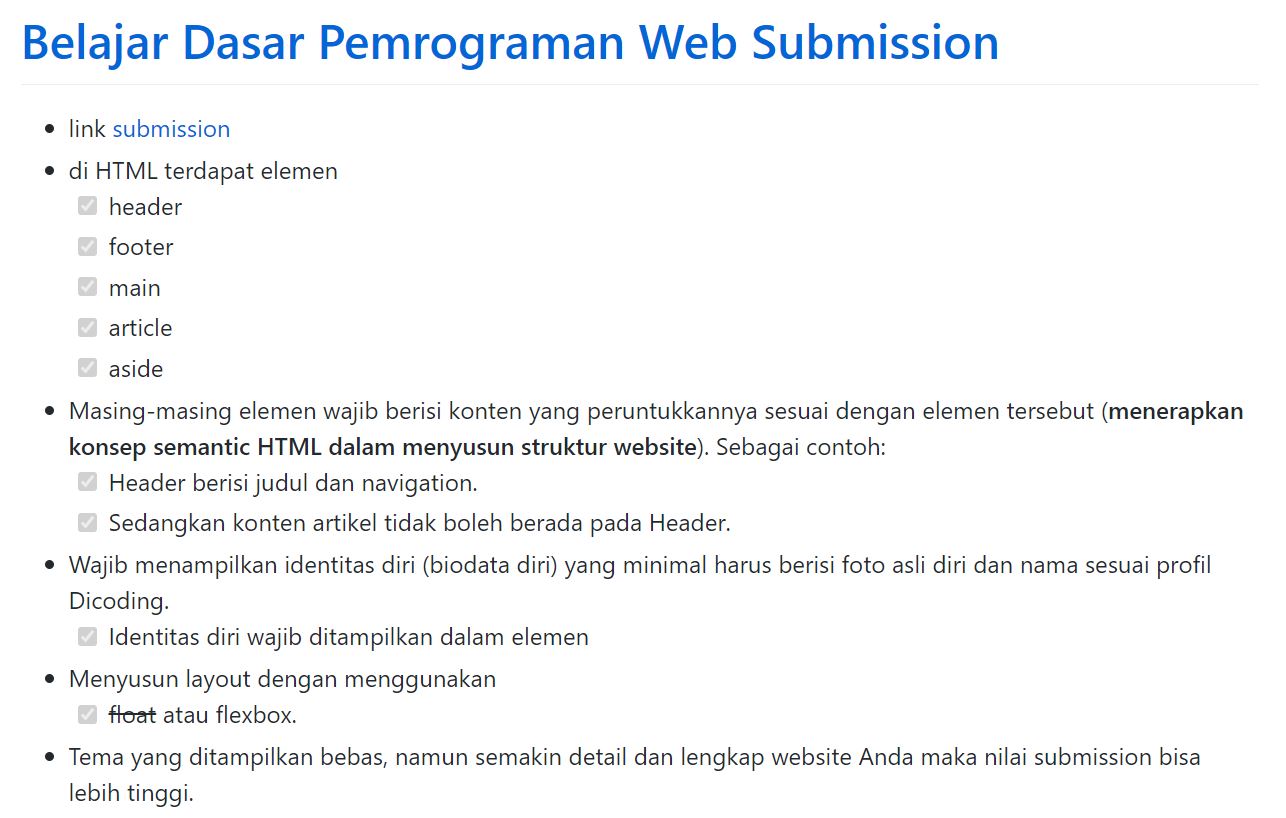 Belajar Dasar Pemrograman Web Submission
link submission
di HTML terdapat elemen
header
footer
main
article
aside
Masing-masing elemen wajib berisi konten yang peruntukkannya sesuai dengan elemen tersebut (menerapkan
konsep semantic HTML dalam menyusun struktur website). Sebagai contoh:
Header berisi judul dan navigation.
Sedangkan konten artikel tidak boleh berada pada Header.
Wajib menampilkan identitas diri (biodata diri) yang minimal harus berisi foto asli diri dan nama sesuai profil
Dicoding.
Identitas diri wajib ditampilkan dalam elemen
Menyusun layout dengan menggunakan
float atau flexbox.
Tema yang ditampilkan bebas, namun semakin detail dan lengkap website Anda maka nilai submission bisa
lebih tinggi.